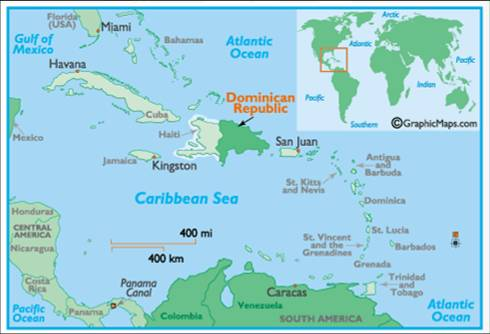 Florida
(USA)
Miami
Gulf of
Mexico
Bahamas
Atlantic
Ocean
Havana
Cuba
Dominican
Republic
Haiti
Mexico
Jamaica
Kingston
San Juan
Antigua
and
Barbuda
St. Kitts
and Nevis
Dominica
Caribbean Sea
St. Lucia
St. Vincent
and the
Grenadines
Barbados
Grenada
Trinidad
and
Tobago
400 mi
400 km
Honduras
CENTRAL
AMERICA
Nicaragua
Costa
Rica
Panama
Canal
Panama
Pacific
Ocean
Colombia
Caracas
Venezuela
SOUTH AMERICA
Atlantic
Ocean
Arctic
Atlantic
Pacific
Pacific
Indian
Southern
©GraphicMaps.com